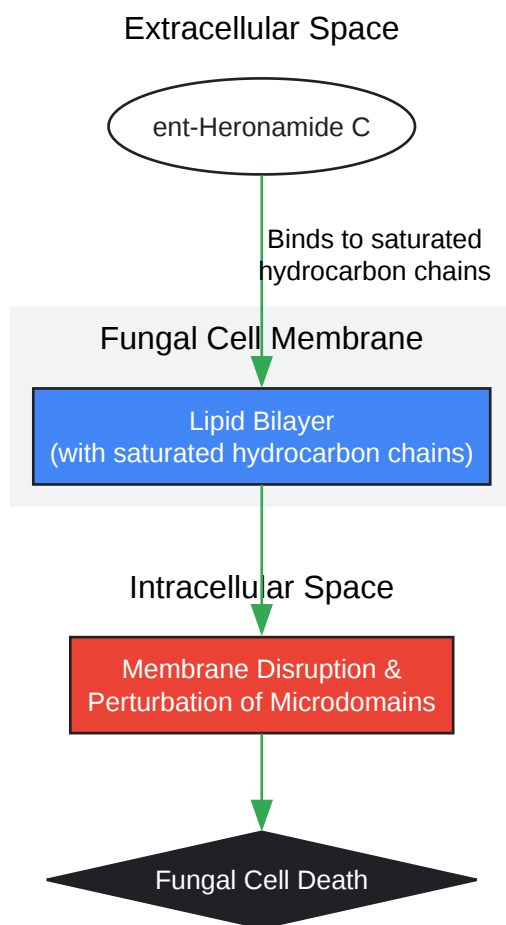 Extracellular Space
ent-Heronamide C
Binds to saturated
hydrocarbon chains
Fungal Cell Membrane
Lipid Bilayer
(with saturated hydrocarbon chains)
Intracellular Space
Membrane Disruption &
Perturbation of Microdomains
Fungal Cell Death